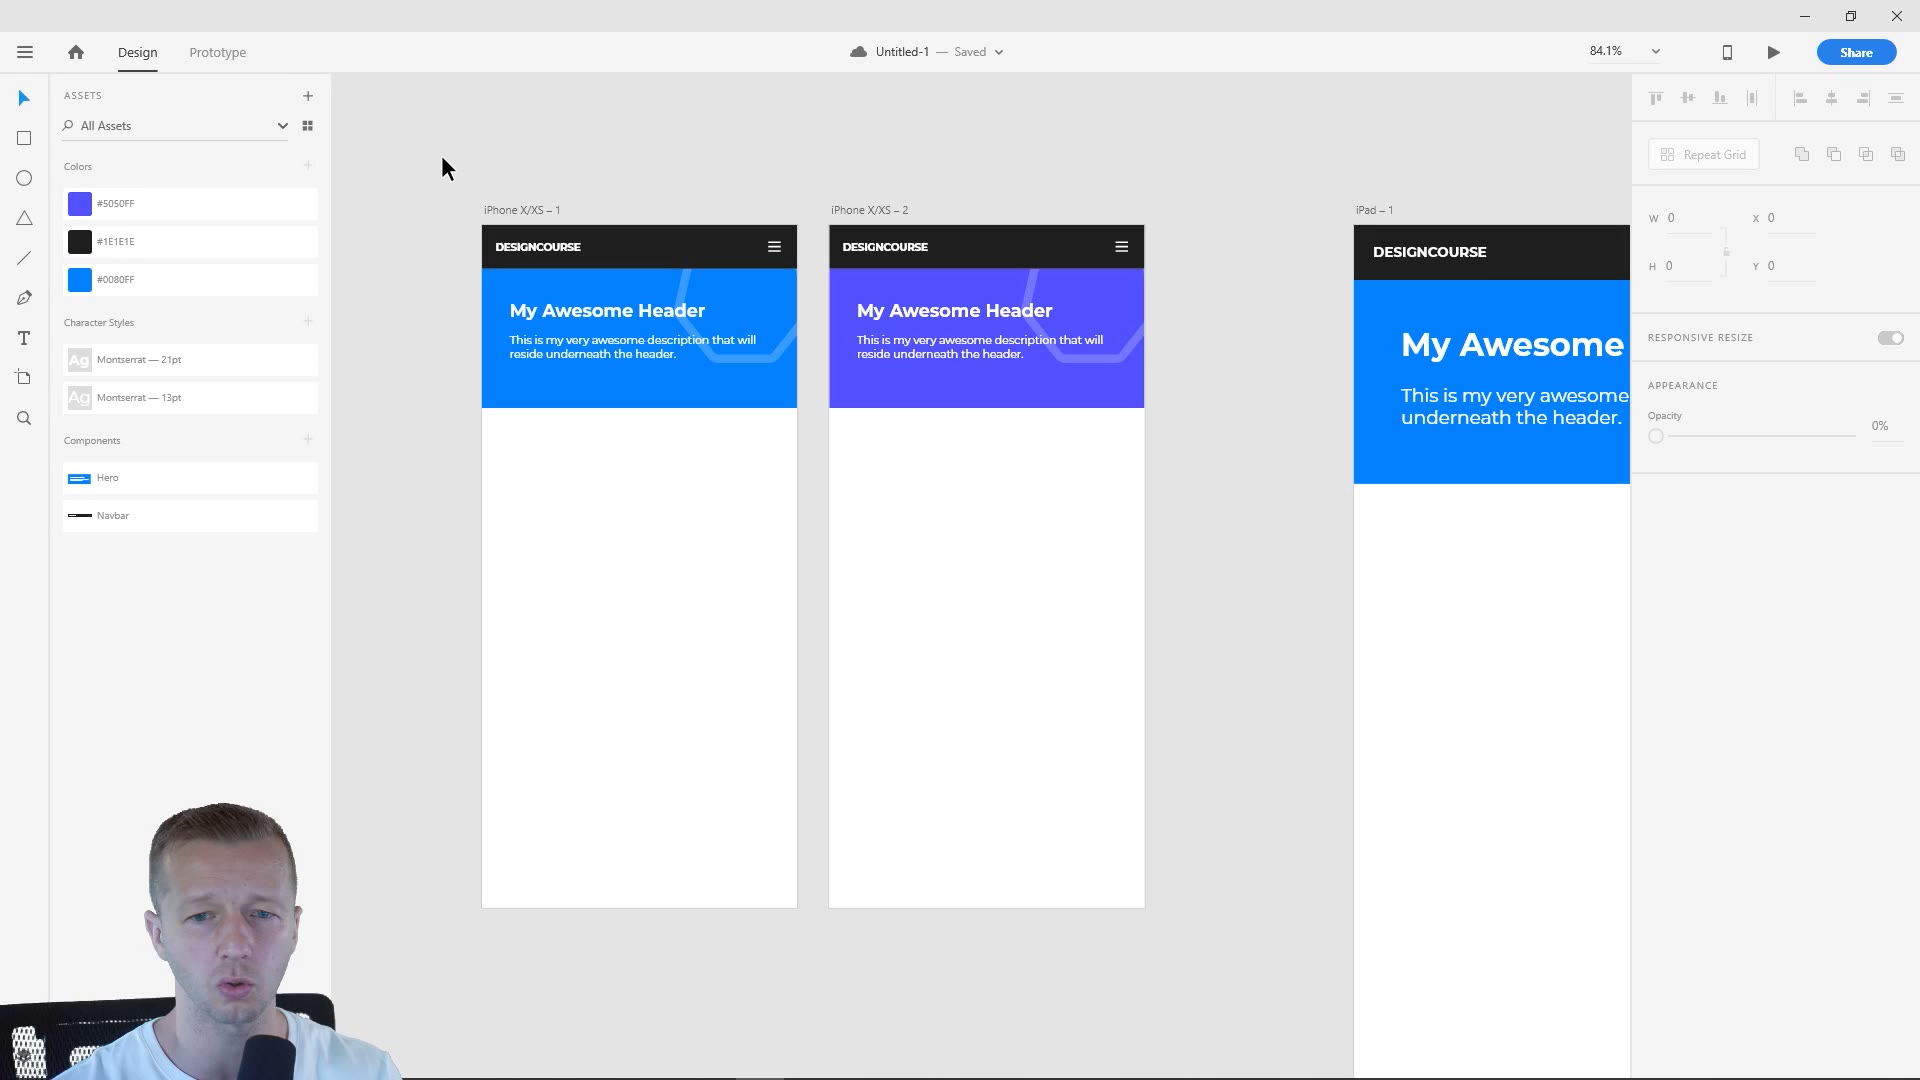 Design
Prototype
Untitled-1 — Saved
84.1%
Share
ASSETS
All Assets
Colors
#5050FF
#1E1E1E
#0080FF
Character Styles
Ag Montserrat — 21pt
Ag Montserrat — 13pt
Components
Hero
Navbar
iPhone X/XS – 1
DESIGNCOURSE
My Awesome Header
This is my very awesome description that will
reside underneath the header.
iPhone X/XS – 2
DESIGNCOURSE
My Awesome Header
This is my very awesome description that will
reside underneath the header.
iPad – 1
DESIGNCOURSE
My Awesome
This is my very awesome
underneath the header.
Repeat Grid
W 0
X 0
H 0
Y 0
RESPONSIVE RESIZE
APPEARANCE
Opacity
0%